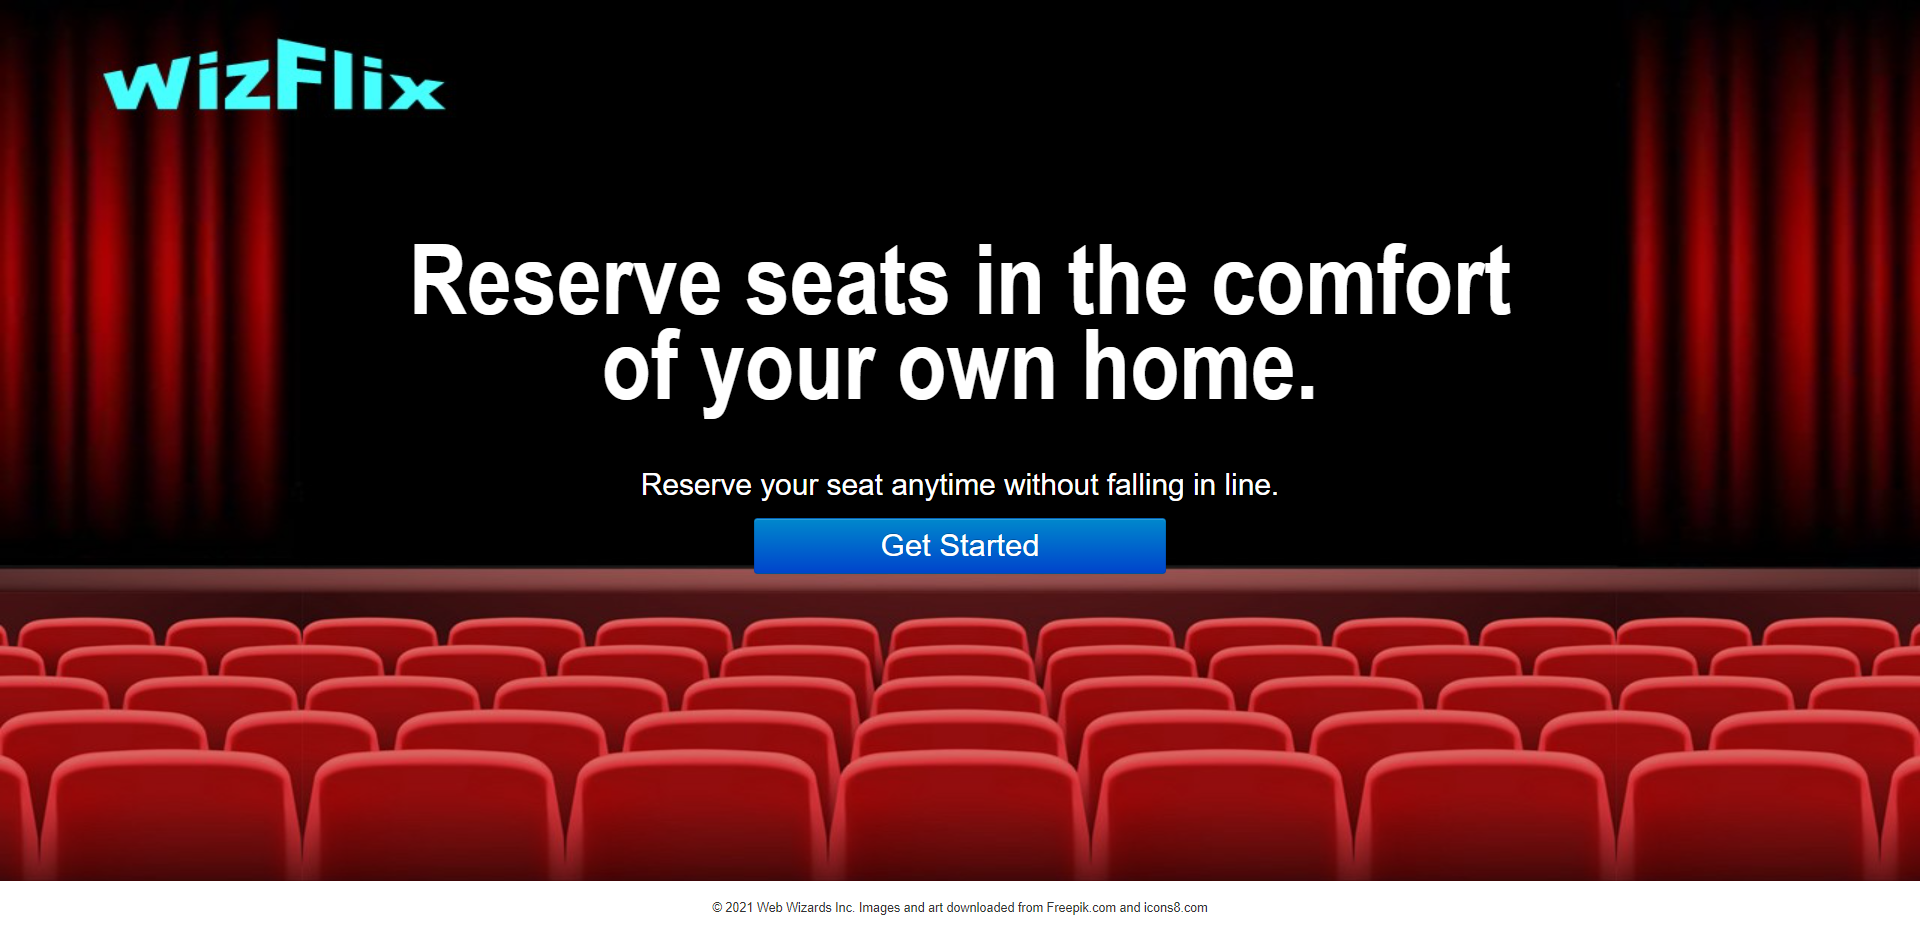 WizFlix
Reserve seats in the comfort
of your own home.
Reserve your seat anytime without falling in line.
Get Started
© 2021 Web Wizards Inc. Images and art downloaded from Freepik.com and icons8.com